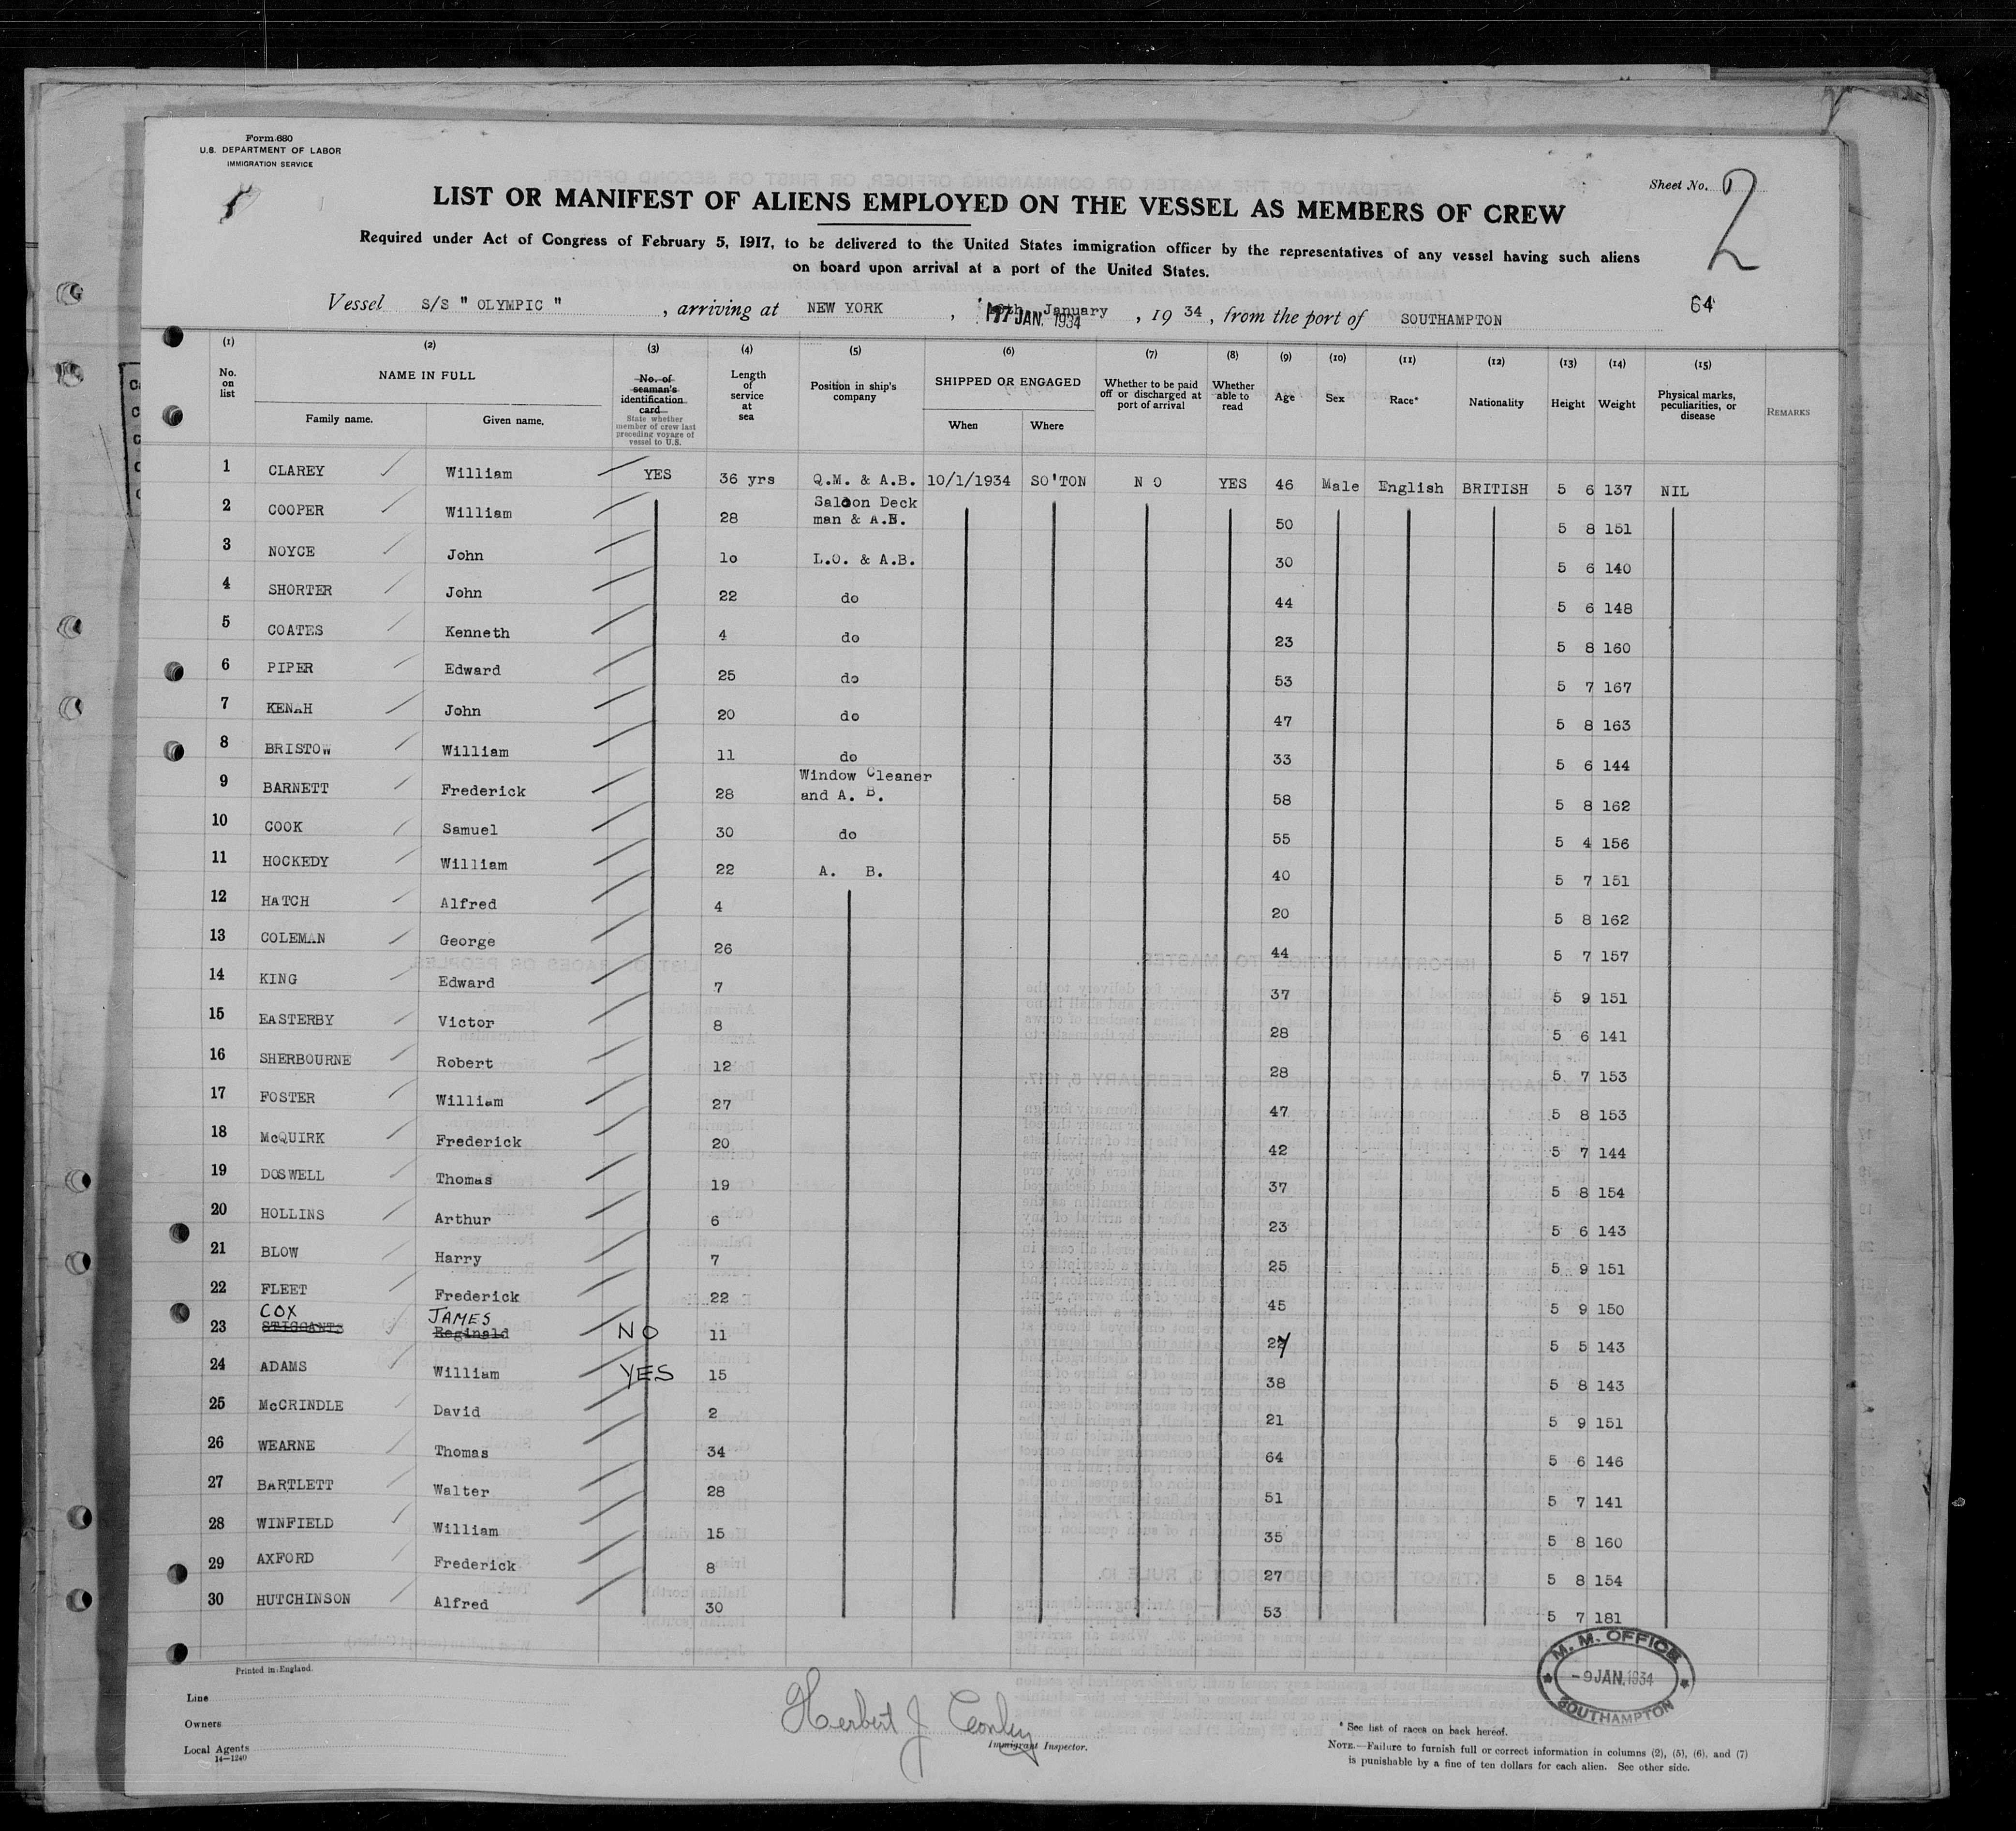 Form 680
U.S. DEPARTMENT OF LABOR
IMMIGRATION SERVICE
Sheet No. 2
LIST OR MANIFEST OF ALIENS EMPLOYED ON THE VESSEL AS MEMBERS OF CREW
Required under Act of Congress of February 5, 1917, to be delivered to the United States immigration officer by the representatives of any vessel having such aliens
on board upon arrival at a port of the United States.
64
Vessel S/S " OLYMPIC " , arriving at NEW YORK , January 17 JAN. 1934 , 19 34 , from the port of SOUTHAMPTON
(1) (2) (3) (4) (5) (6) (7) (8) (9) (10) (11) (12) (13) (14) (15)
No. on list
NAME IN FULL
Family name. Given name.
No. of seaman's identification card
State whether member of crew last preceding voyage of vessel to U.S.
Length of service at sea
Position in ship's company
SHIPPED OR ENGAGED
When Where
Whether to be paid off or discharged at port of arrival
Whether able to read
Age
Sex
Race*
Nationality
Height
Weight
Physical marks, peculiarities, or disease
REMARKS
1 CLAREY William YES 36 yrs Q.M. & A.B. 10/1/1934 SO'TON N O YES 46 Male English BRITISH 5 6 137 NIL
2 COOPER William 28 Saloon Deck man & A.B. 50 5 8 151
3 NOYCE John 10 L.O. & A.B. 30 5 6 140
4 SHORTER John 22 do 44 5 6 148
5 COATES Kenneth 4 do 23 5 8 160
6 PIPER Edward 25 do 53 5 7 167
7 KENAH John 20 do 47 5 8 163
8 BRISTOW William 11 do 33 5 6 144
9 BARNETT Frederick 28 Window Cleaner and A. B. 58 5 8 162
10 COOK Samuel 30 do 55 5 4 156
11 HOCKEDY William 22 A. B. 40 5 7 151
12 HATCH Alfred 4 20 5 8 162
13 COLEMAN George 26 44 5 7 157
14 KING Edward 7 37 5 9 151
15 EASTERBY Victor 8 28 5 6 141
16 SHERBOURNE Robert 12 28 5 7 153
17 FOSTER William 27 47 5 8 153
18 McQUIRK Frederick 20 42 5 7 144
19 DOSWELL Thomas 19 37 5 8 154
20 HOLLINS Arthur 6 23 5 6 143
21 BLOW Harry 7 25 5 9 151
22 FLEET Frederick 22 45 5 9 150
COX JAMES
23 STIGGANTS Reginald NO 11 27 5 5 143
24 ADAMS William YES 15 38 5 8 143
25 McCRINDLE David 2 21 5 9 151
26 WEARNE Thomas 34 64 5 6 146
27 BARTLETT Walter 28 51 5 7 141
28 WINFIELD William 15 35 5 8 160
29 AXFORD Frederick 8 27 5 8 154
30 HUTCHINSON Alfred 30 53 5 7 181
Printed in England.
M. M. OFFICE
- 9 JAN. 1934
SOUTHAMPTON
Line
Owners
Local Agents
14—1240
Herbert J
Immigrant Inspector.
* See list of races on back hereof.
NOTE.—Failure to furnish full or correct information in columns (2), (5), (6), and (7)
is punishable by a fine of ten dollars for each alien. See other side.